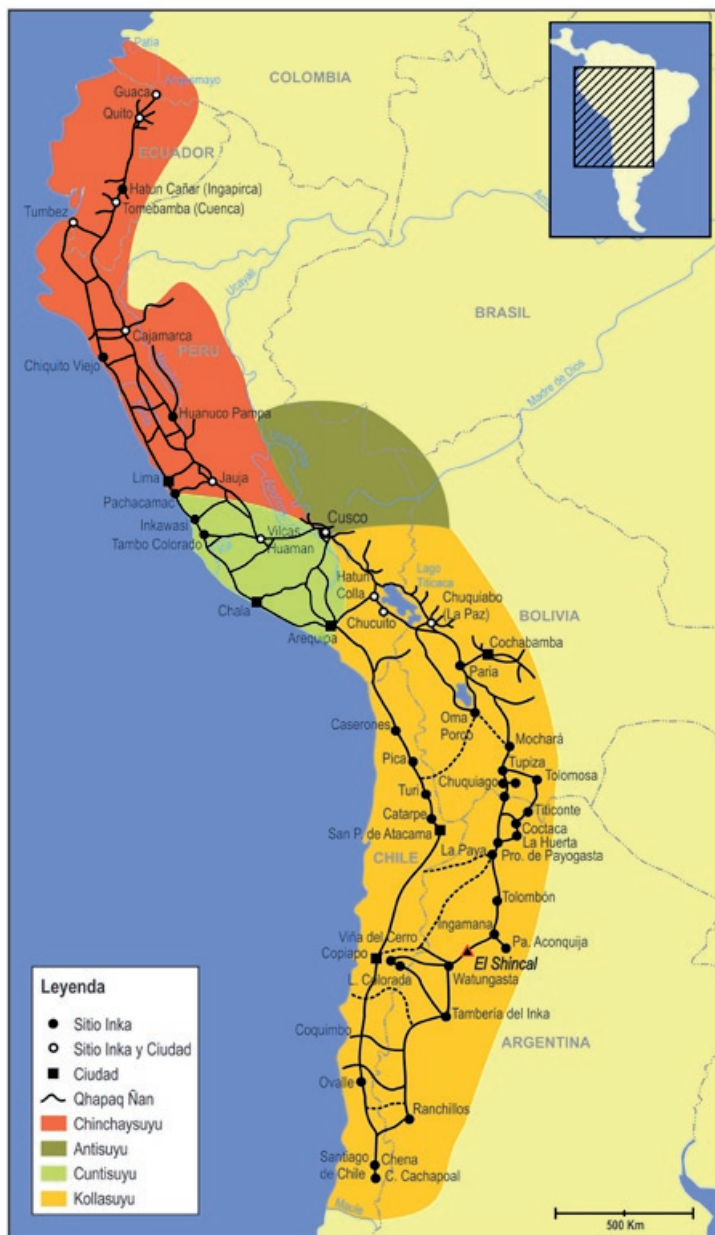 Patía
Angasmayo
COLOMBIA
Guaca
Quito
ECUADOR
Hatun Cañar (Ingapirca)
Tomebamba (Cuenca)
Tumbez
Ucayali
BRASIL
Cajamarca
PERU
Chiquito Viejo
Madre de Dios
Huanuco Pampa
Lima
Jauja
Pachacamac
Inkawasi
Cusco
Tambo Colorado
Vilcas
Huaman
Hatun
Colla
Lago
Titicaca
Chuquiabo
(La Paz)
BOLIVIA
Chala
Chucuito
Arequipa
Cochabamba
Paria
Caserones
Oma
Porco
Mochará
Pica
Tupiza
Chuquiago
Tolomosa
Turi
Titiconte
Catarpe
Coctaca
San P. de Atacama
La Huerta
CHILE
La Paya
Pro. de Payogasta
Tolombón
Ingamana
Viña del Cerro
Pa. Aconquija
Copiapo
El Shincal
L. Colorada
Watungasta
Tambería del Inka
Coquimbo
ARGENTINA
Ovalle
Ranchillos
Santiago
de Chile
Chena
C. Cachapoal
Maule
Leyenda
Sitio Inka
Sitio Inka y Ciudad
Ciudad
Qhapaq Ñan
Chinchaysuyu
Antisuyu
Cuntisuyu
Kollasuyu
500 Km